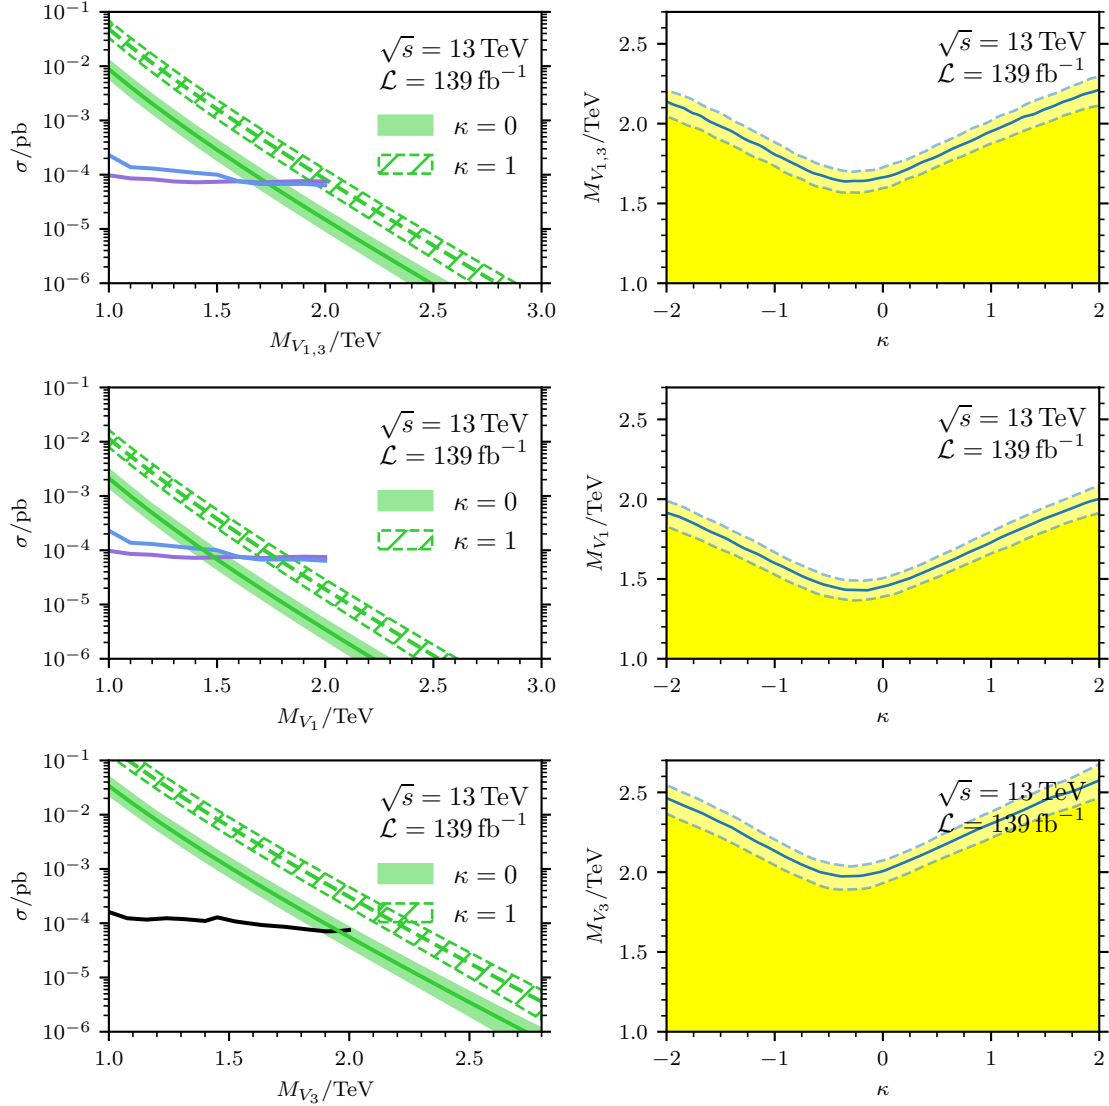 10⁻¹
10⁻²
10⁻³
10⁻⁴
10⁻⁵
10⁻⁶
σ/pb
√s = 13 TeV
ℒ = 139 fb⁻¹
κ = 0
κ = 1
1.0 1.5 2.0 2.5 3.0
M_{V_{1,3}}/TeV
2.5
2.0
1.5
1.0
M_{V_{1,3}}/TeV
√s = 13 TeV
ℒ = 139 fb⁻¹
−2 −1 0 1 2
κ
10⁻¹
10⁻²
10⁻³
10⁻⁴
10⁻⁵
10⁻⁶
σ/pb
√s = 13 TeV
ℒ = 139 fb⁻¹
κ = 0
κ = 1
1.0 1.5 2.0 2.5 3.0
M_{V_1}/TeV
2.5
2.0
1.5
1.0
M_{V_1}/TeV
√s = 13 TeV
ℒ = 139 fb⁻¹
−2 −1 0 1 2
κ
10⁻¹
10⁻²
10⁻³
10⁻⁴
10⁻⁵
10⁻⁶
σ/pb
√s = 13 TeV
ℒ = 139 fb⁻¹
κ = 0
κ = 1
1.0 1.5 2.0 2.5
M_{V_3}/TeV
2.5
2.0
1.5
1.0
M_{V_3}/TeV
√s = 13 TeV
ℒ = 139 fb⁻¹
−2 −1 0 1 2
κ